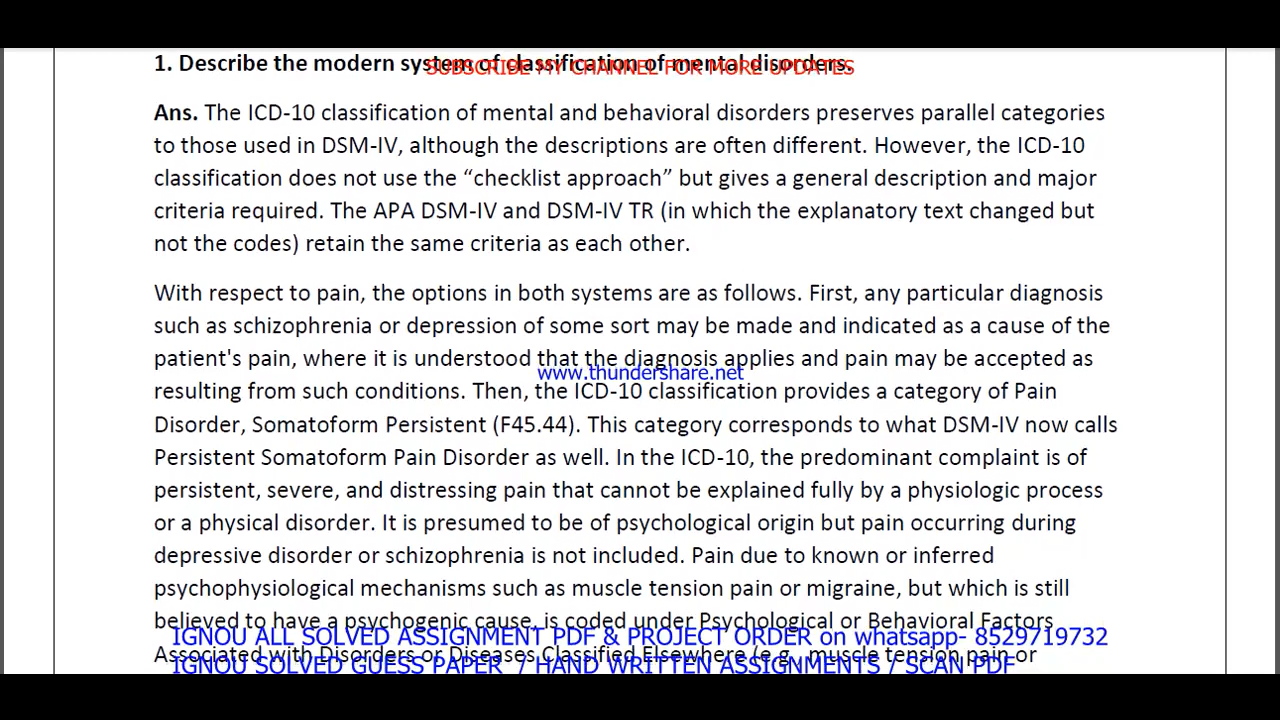 1. Describe the modern system of classification of mental disorders.
SUBSCRIBE MY CHANNEL FOR MORE UPDATES
Ans. The ICD-10 classification of mental and behavioral disorders preserves parallel categories
to those used in DSM-IV, although the descriptions are often different. However, the ICD-10
classification does not use the “checklist approach” but gives a general description and major
criteria required. The APA DSM-IV and DSM-IV TR (in which the explanatory text changed but
not the codes) retain the same criteria as each other.
With respect to pain, the options in both systems are as follows. First, any particular diagnosis
such as schizophrenia or depression of some sort may be made and indicated as a cause of the
patient's pain, where it is understood that the diagnosis applies and pain may be accepted as
www.thundershare.net
resulting from such conditions. Then, the ICD-10 classification provides a category of Pain
Disorder, Somatoform Persistent (F45.44). This category corresponds to what DSM-IV now calls
Persistent Somatoform Pain Disorder as well. In the ICD-10, the predominant complaint is of
persistent, severe, and distressing pain that cannot be explained fully by a physiologic process
or a physical disorder. It is presumed to be of psychological origin but pain occurring during
depressive disorder or schizophrenia is not included. Pain due to known or inferred
psychophysiological mechanisms such as muscle tension pain or migraine, but which is still
believed to have a psychogenic cause, is coded under Psychological or Behavioral Factors
IGNOU ALL SOLVED ASSIGNMENT PDF & PROJECT ORDER on whatsapp- 8529719732
Associated with Disorders or Diseases Classified Elsewhere (e.g., muscle tension pain or
IGNOU SOLVED GUESS PAPER / HAND WRITTEN ASSIGNMENTS / SCAN PDF